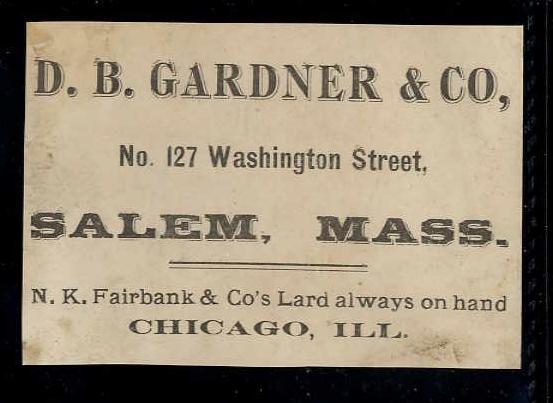 D. B. GARDNER & CO,
No. 127 Washington Street,
SALEM, MASS.
N. K. Fairbank & Co's Lard always on hand
CHICAGO, ILL.